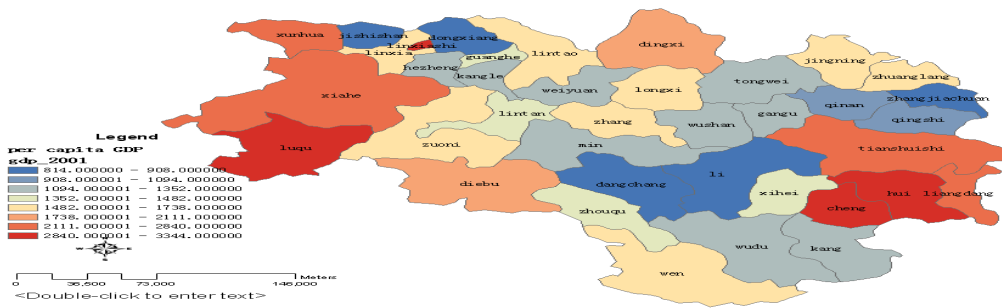 xunhua
jishishan
dongxiang
linxiashi
linxia
guanghe
lintao
dingxi
hezheng
kangle
jingning
zhuanglang
tongwei
xiahe
weiyuan
longxi
zhangjiachuan
qinan
lintan
gangu
qingshi
zhang
wushan
Legend
zuoni
min
tianshuishi
luqu
per capita GDP
gdp_2001
814.000000 - 908.000000
908.000001 - 1094.000000
1094.000001 - 1352.000000
1352.000001 - 1482.000000
1482.000001 - 1738.000000
1738.000001 - 2111.000000
2111.000001 - 2840.000000
2840.000001 - 3344.000000
li
diebu
dangchang
xihei
hui
liangdang
cheng
zhouqu
wudu
kang
wen
N
W E
S
Meters
0 36,500 73,000 146,000
<Double-click to enter text>